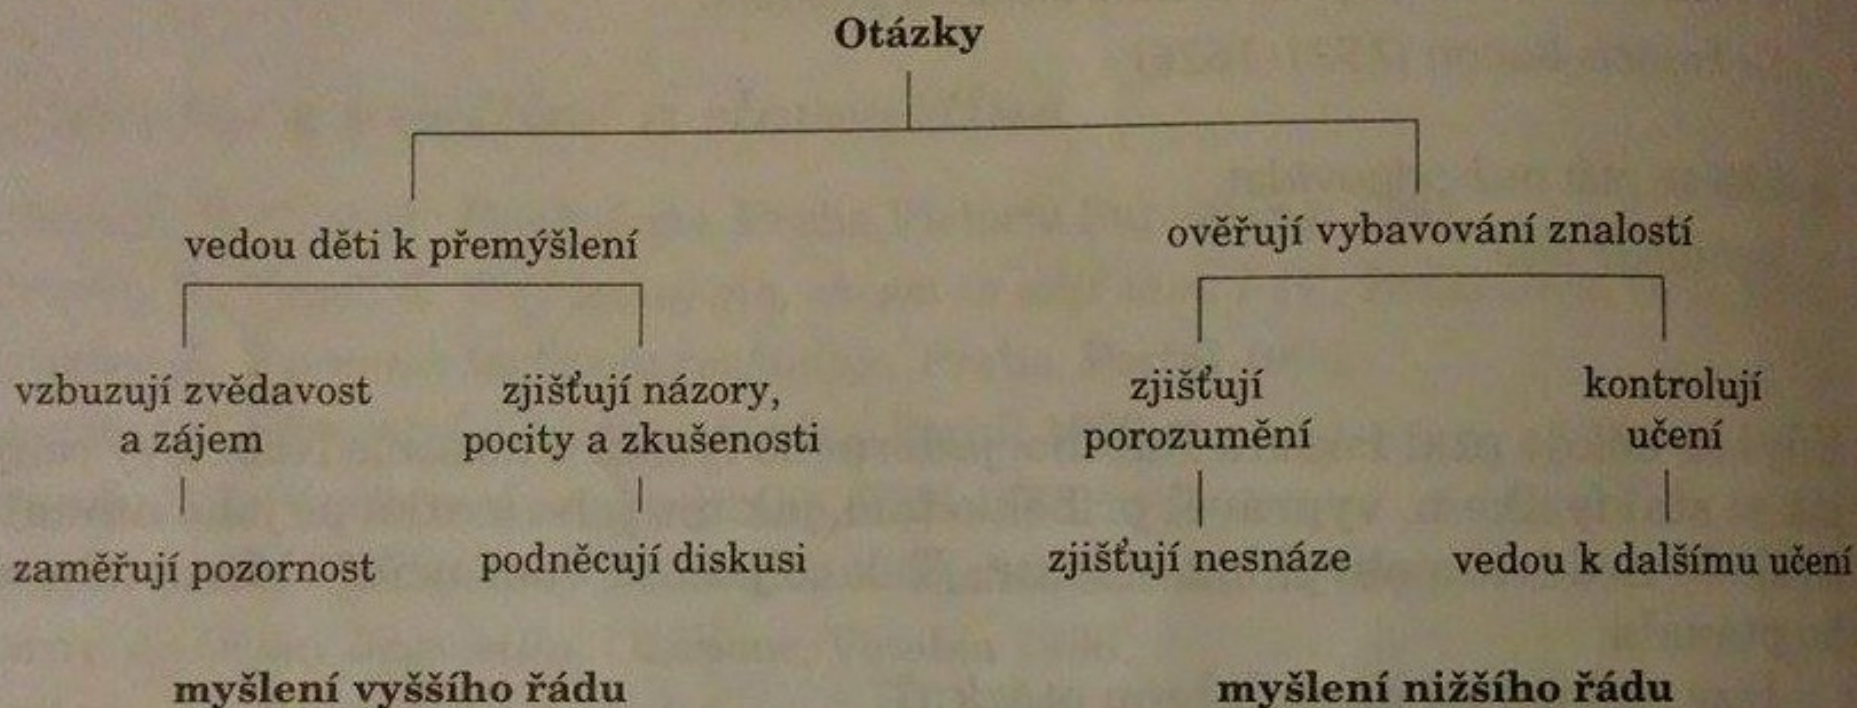 Otázky
vedou děti k přemýšlení
ověřují vybavování znalostí
vzbuzují zvědavost
a zájem
zjišťují názory,
pocity a zkušenosti
zjišťují
porozumění
kontrolují
učení
zaměřují pozornost
podněcují diskusi
zjišťují nesnáze
vedou k dalšímu učení
myšlení vyššího řádu
myšlení nižšího řádu